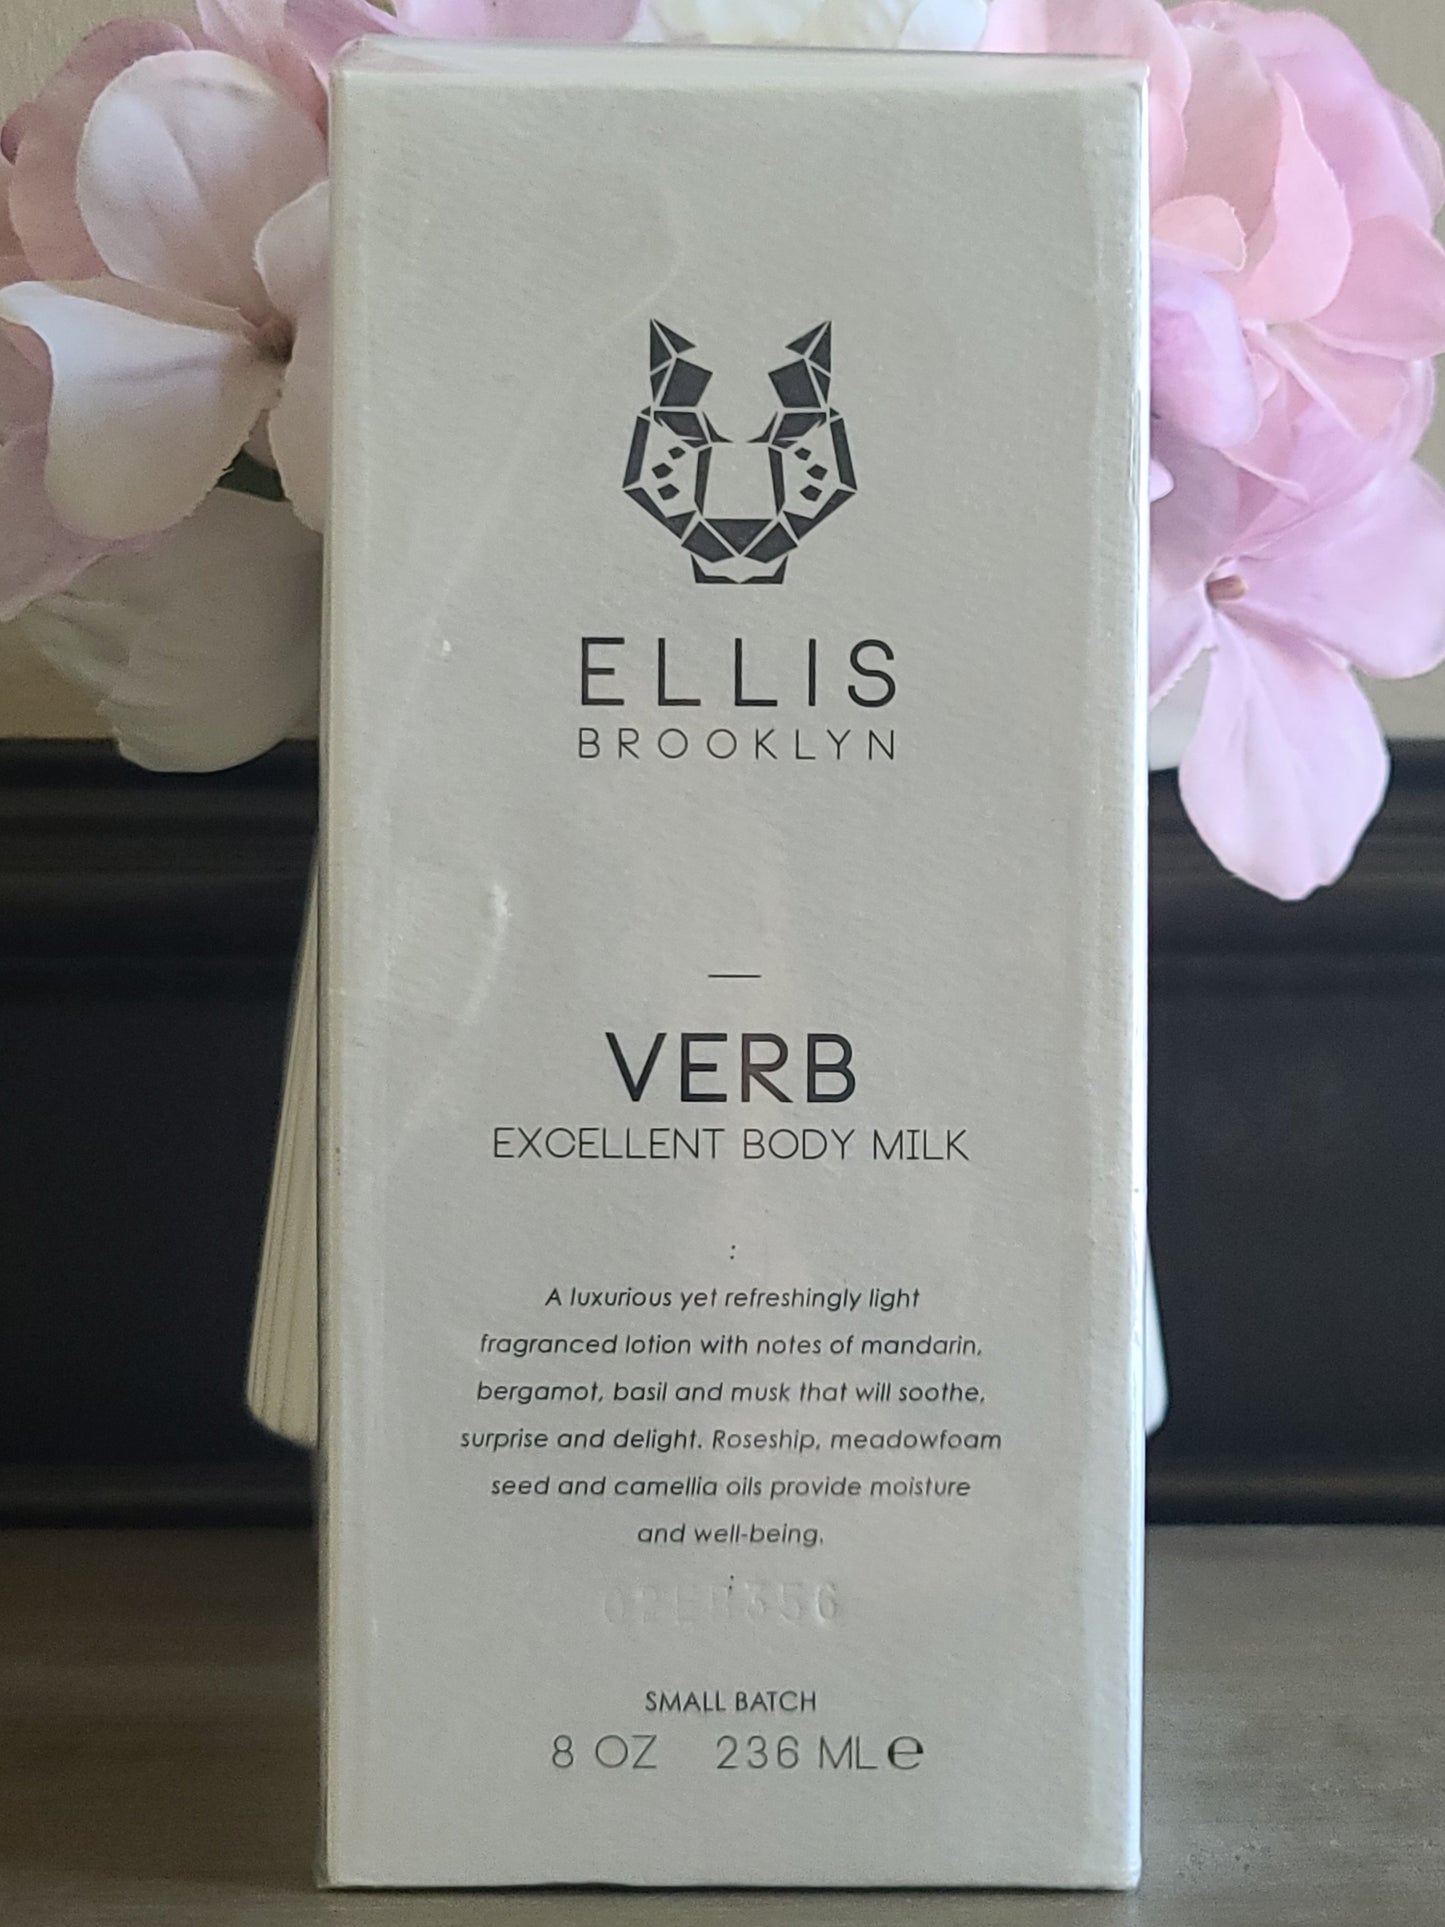 ELLIS
BROOKLYN
—
VERB
EXCELLENT BODY MILK
:
A luxurious yet refreshingly light
fragranced lotion with notes of mandarin,
bergamot, basil and musk that will soothe,
surprise and delight. Roseship, meadowfoam
seed and camellia oils provide moisture
and well-being.
:
SMALL BATCH
8 OZ 236 ML ℮